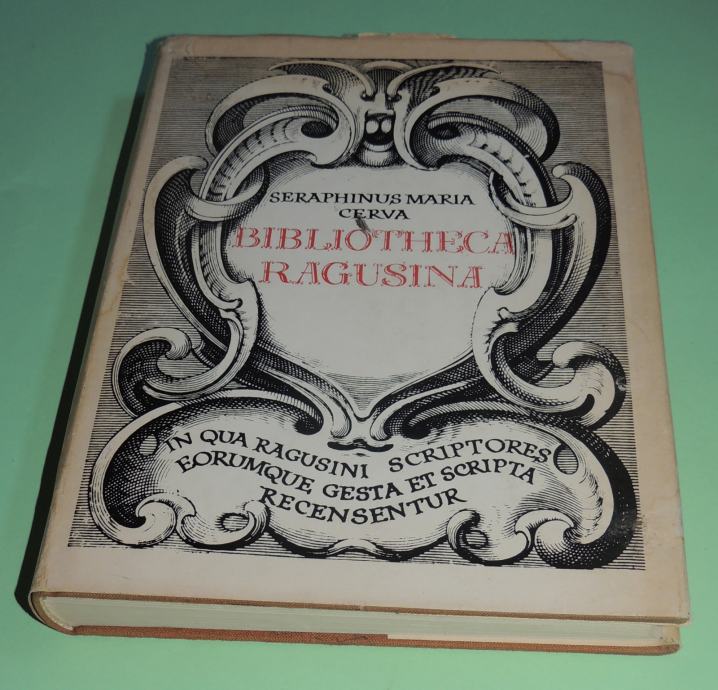 SERAPHINUS MARIA
CERVA
BIBLIOTHECA
RAGUSINA
IN QUA RAGUSINI SCRIPTORES
EORUMQUE GESTA ET SCRIPTA
RECENSENTUR